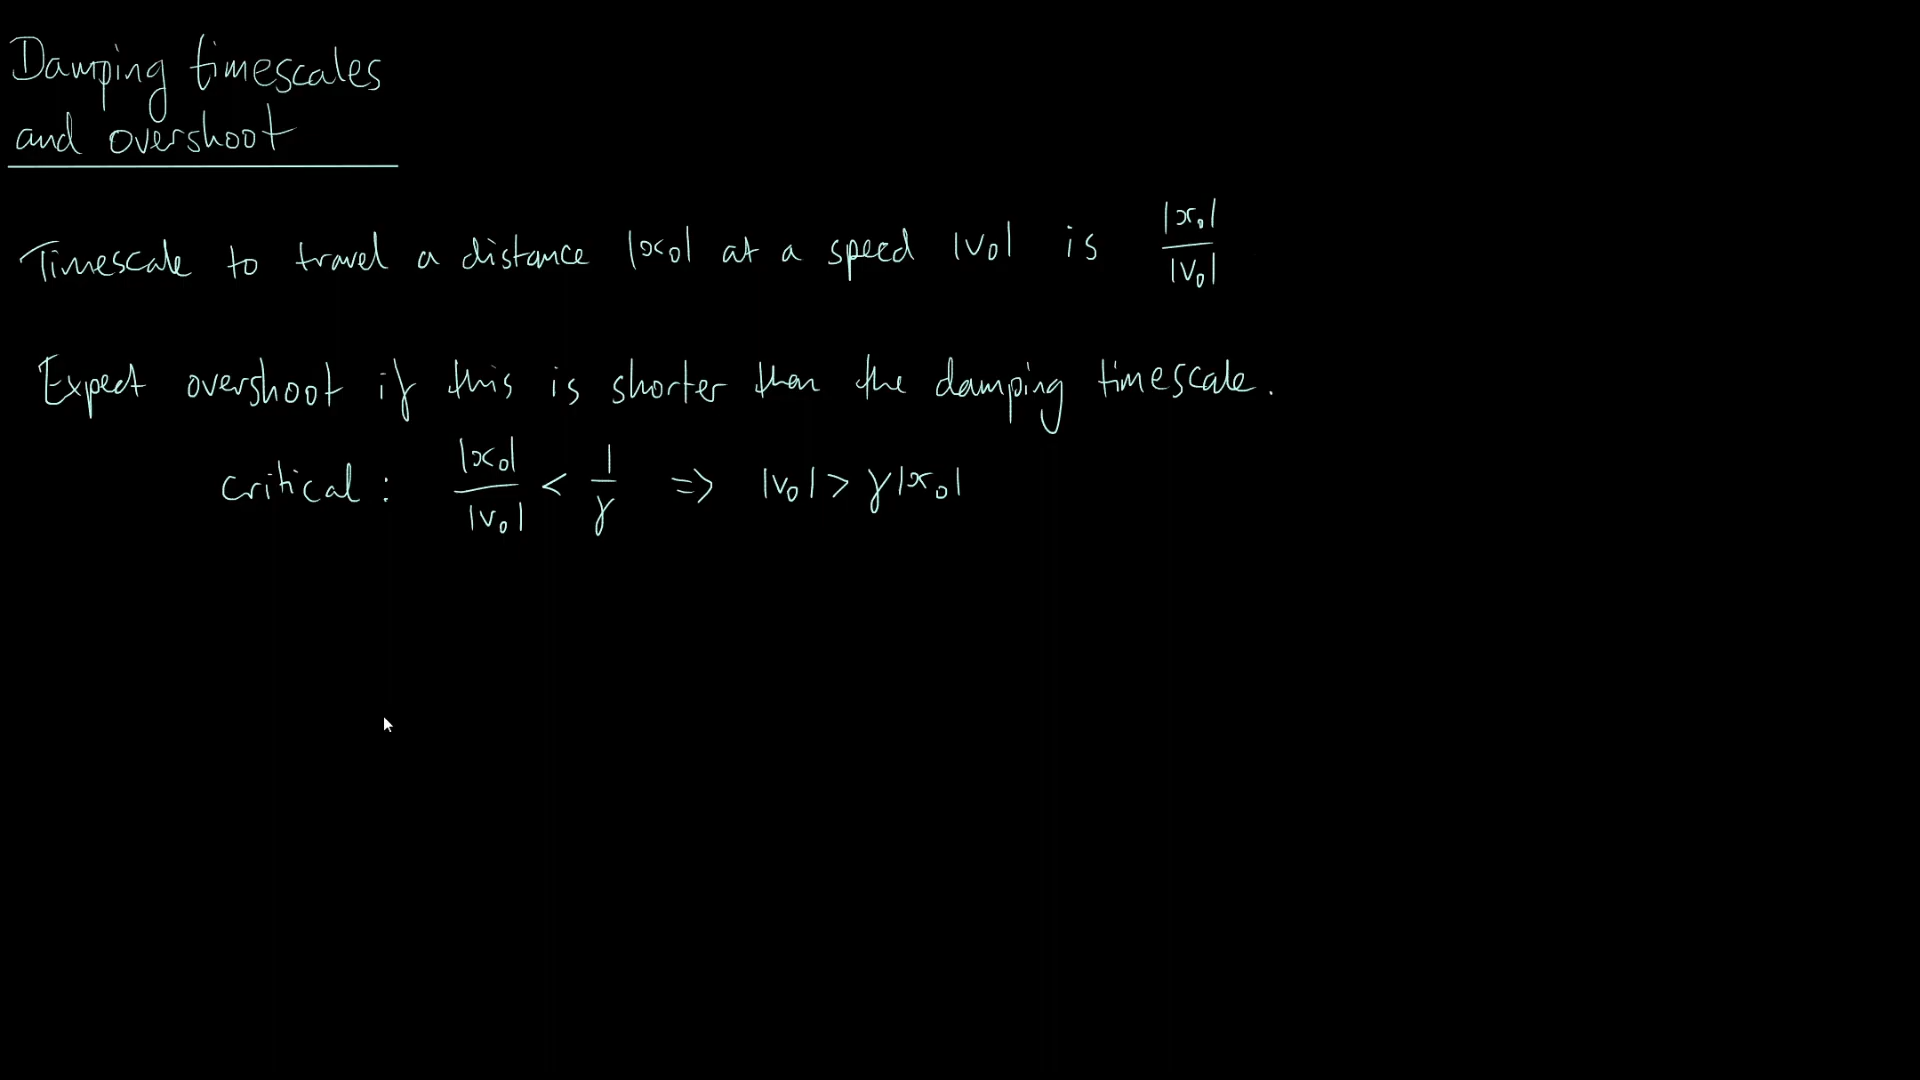 Damping timescales
and overshoot
Timescale to travel a distance |x₀| at a speed |v₀| is |x₀|/|v₀|
Expect overshoot if this is shorter than the damping timescale.
critical: |x₀|/|v₀| < 1/γ ⇒ |v₀| > γ|x₀|